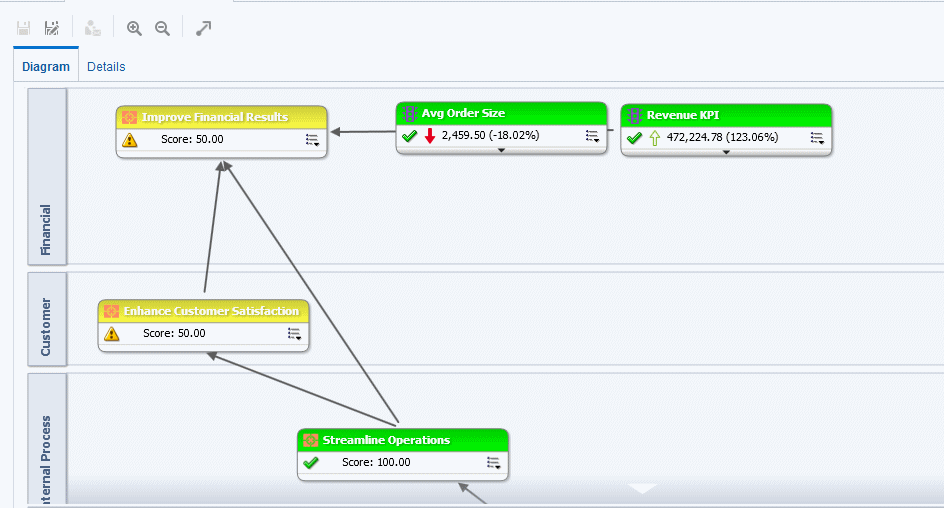 Diagram
Details
Financial
Improve Financial Results
Score: 50.00
Avg Order Size
2,459.50 (-18.02%)
Revenue KPI
472,224.78 (123.06%)
Customer
Enhance Customer Satisfaction
Score: 50.00
ternal Process
Streamline Operations
Score: 100.00